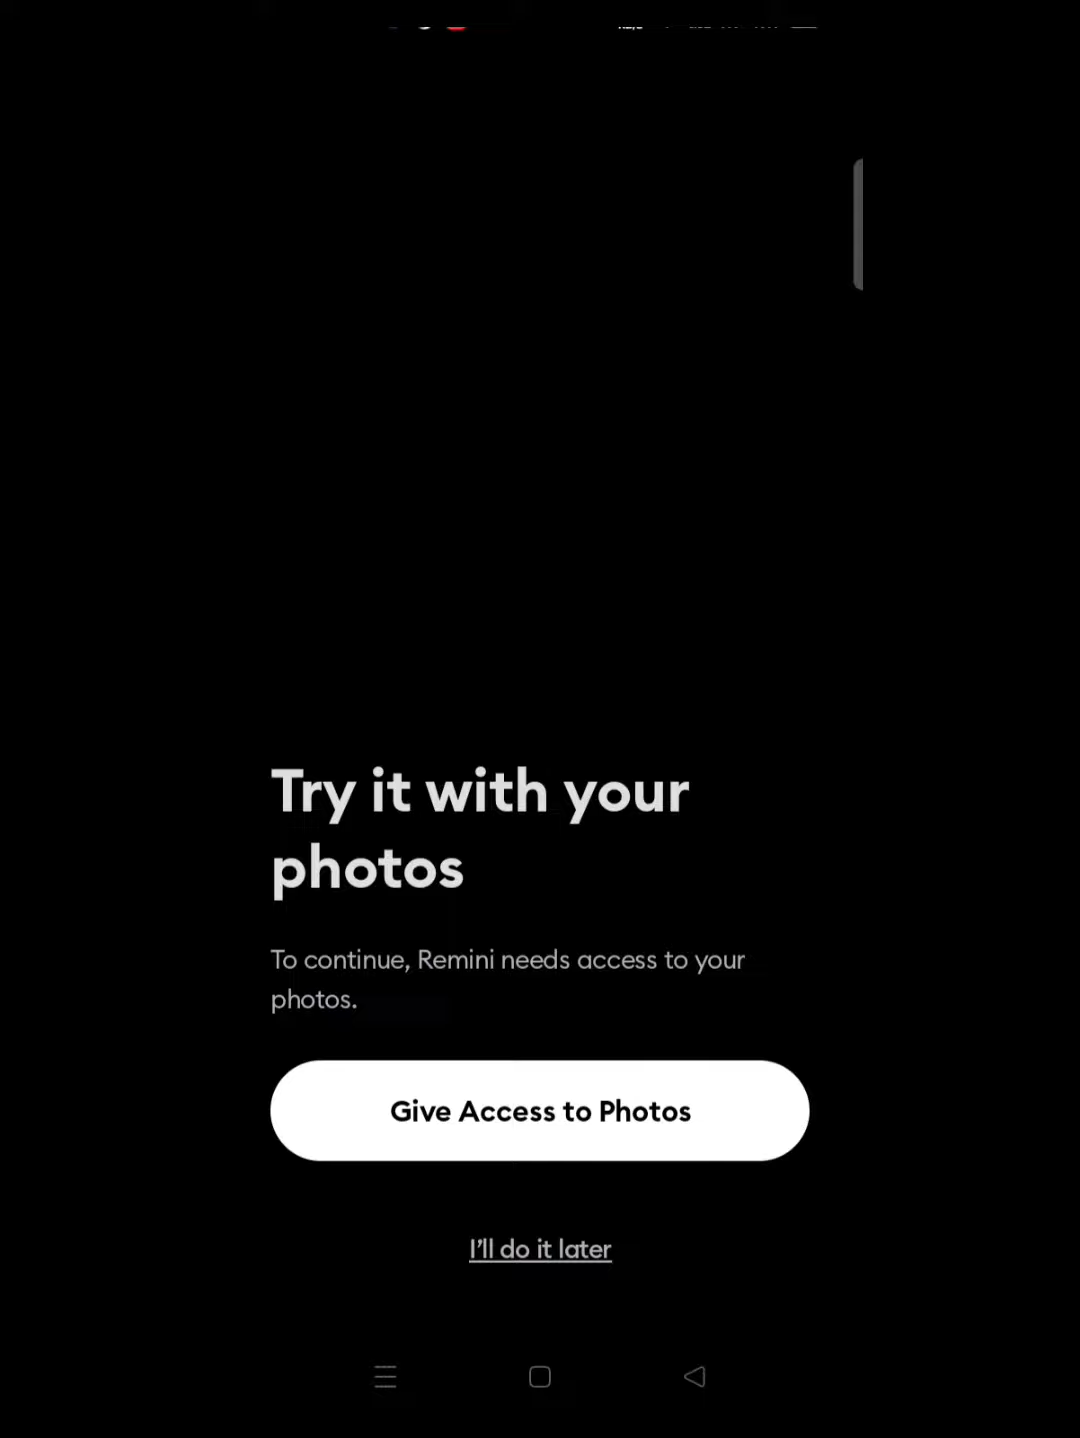 Try it with your
photos
To continue, Remini needs access to your
photos.
Give Access to Photos
I'll do it later